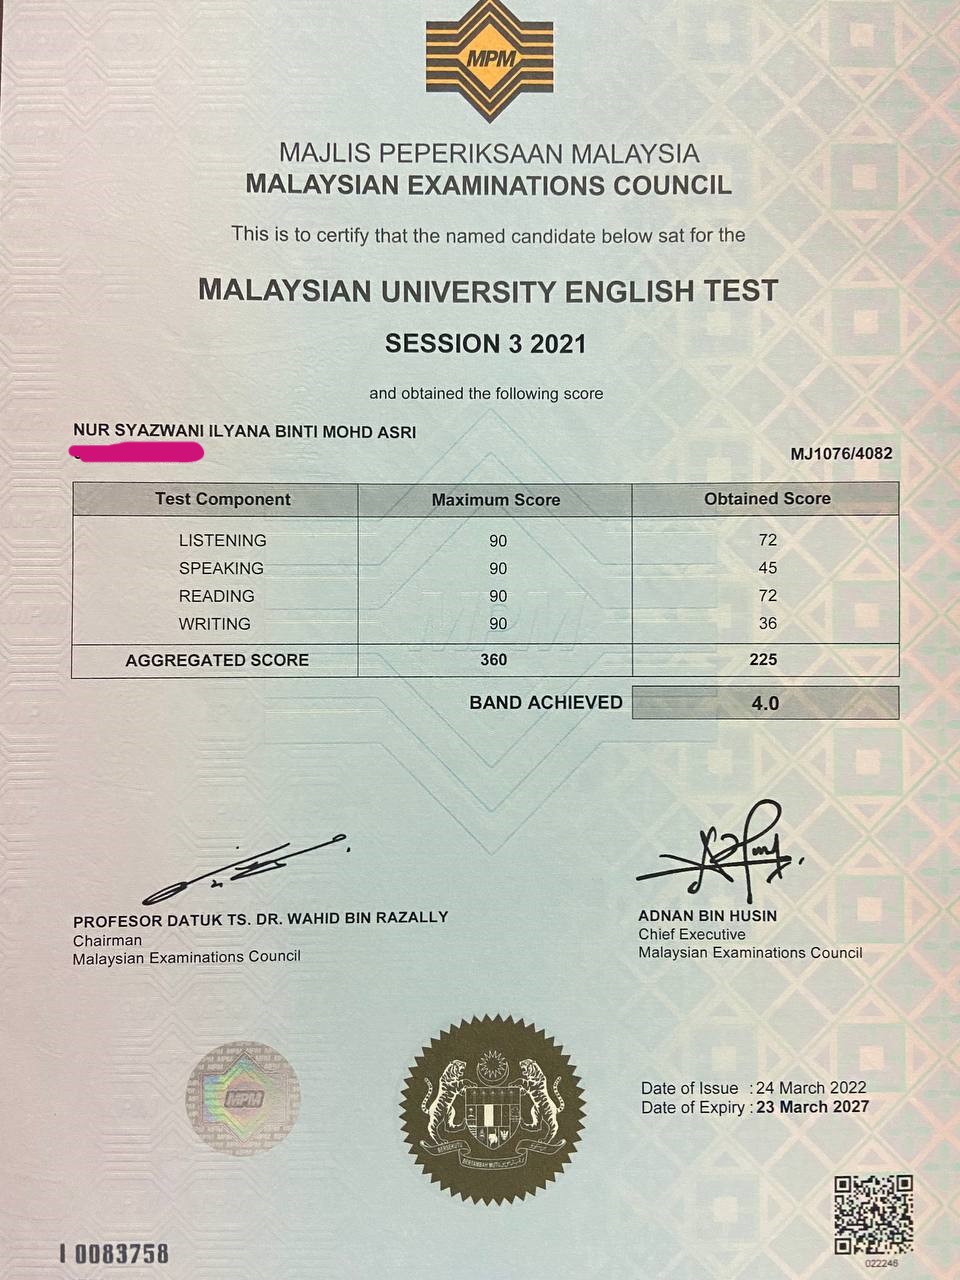 MPM
MAJLIS PEPERIKSAAN MALAYSIA
MALAYSIAN EXAMINATIONS COUNCIL
This is to certify that the named candidate below sat for the
MALAYSIAN UNIVERSITY ENGLISH TEST
SESSION 3 2021
and obtained the following score
NUR SYAZWANI ILYANA BINTI MOHD ASRI
MJ1076/4082
Test Component Maximum Score Obtained Score
LISTENING 90 72
SPEAKING 90 45
READING 90 72
WRITING 90 36
AGGREGATED SCORE 360 225
BAND ACHIEVED 4.0
PROFESOR DATUK TS. DR. WAHID BIN RAZALLY
Chairman
Malaysian Examinations Council
ADNAN BIN HUSIN
Chief Executive
Malaysian Examinations Council
MPM
BERSEKUTU BERTAMBAH MUTU
Date of Issue : 24 March 2022
Date of Expiry : 23 March 2027
022246
I 0083758